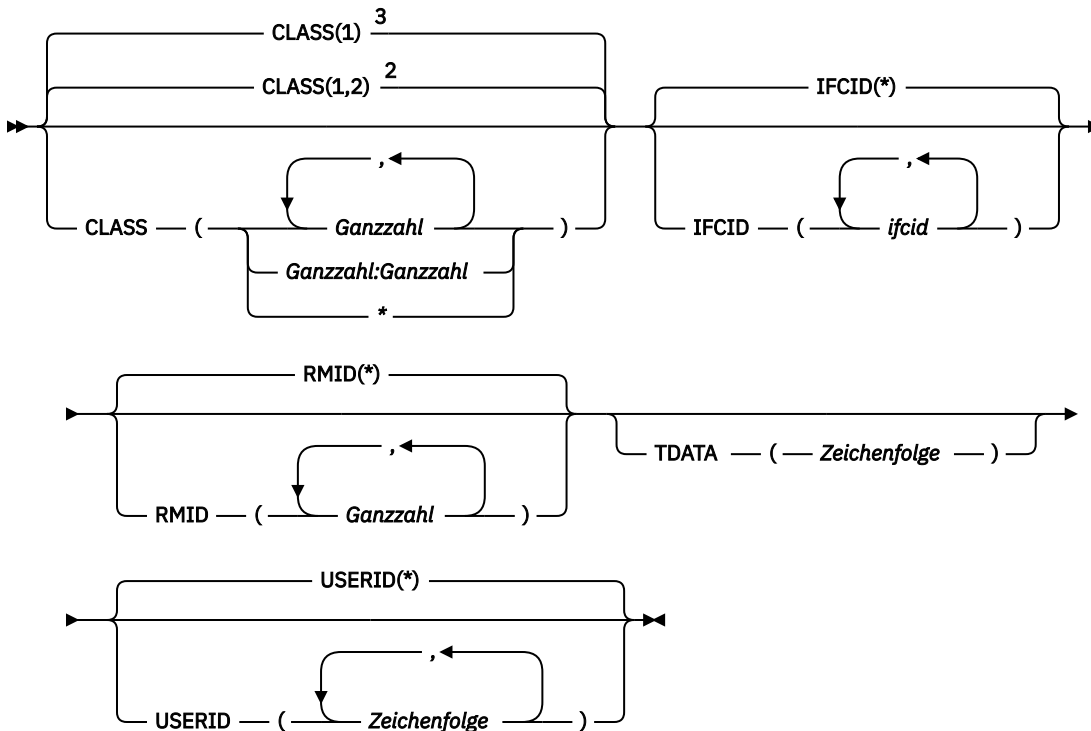 CLASS(1) 3
CLASS(1,2) 2
IFCID(*)
, ,
CLASS ( Ganzzahl ) IFCID ( ifcid )
Ganzzahl:Ganzzahl
*
RMID(*)
,
TDATA ( Zeichenfolge )
RMID ( Ganzzahl )
USERID(*)
,
USERID ( Zeichenfolge )